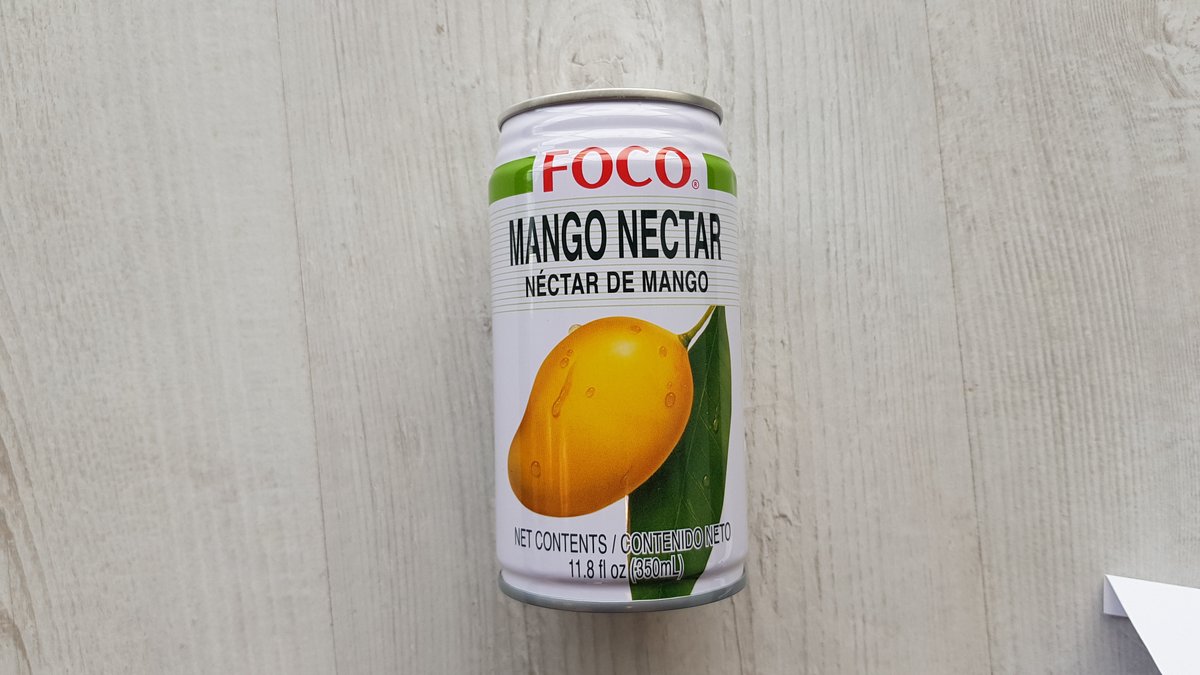 FOCO®
MANGO NECTAR
NÉCTAR DE MANGO
NET CONTENTS / CONTENIDO NETO
11.8 fl oz (350mL)